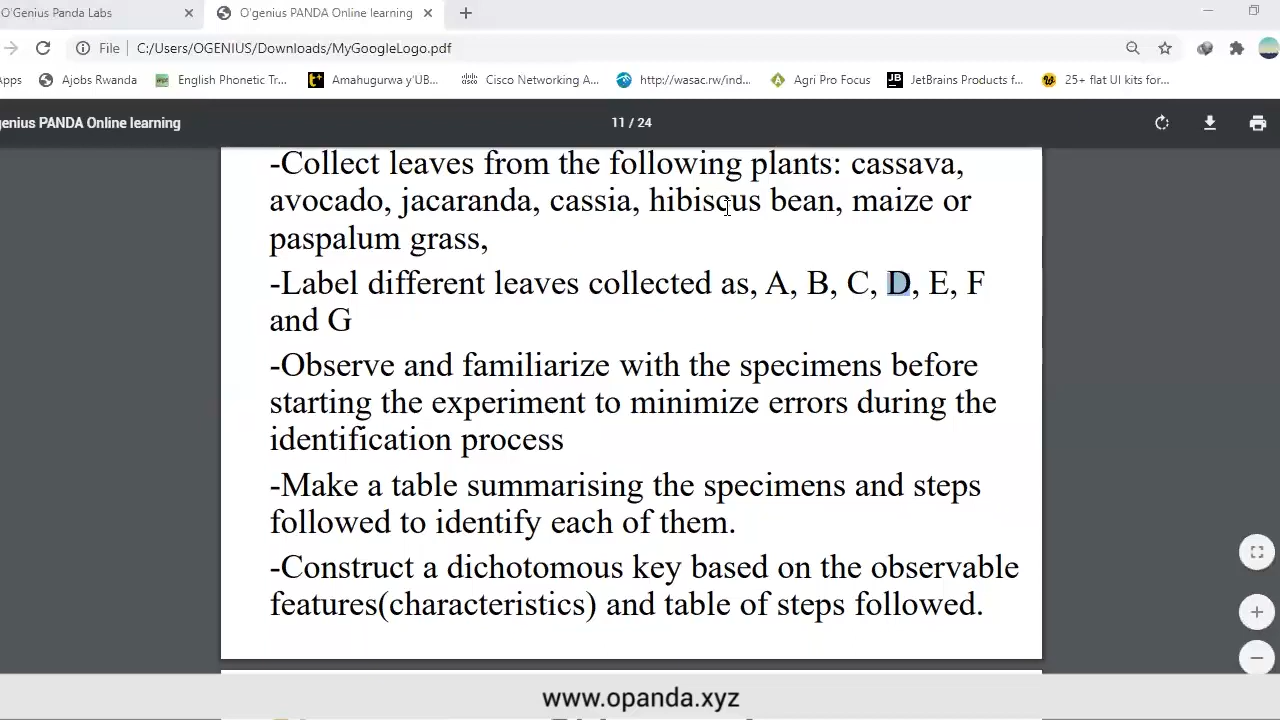 O'Genius Panda Labs
O'genius PANDA Online learning
File
C:/Users/OGENIUS/Downloads/MyGoogleLogo.pdf
pps
Ajobs Rwanda
English Phonetic Tr...
Amahugurwa y'UB...
Cisco Networking A...
http://wasac.rw/ind...
Agri Pro Focus
JetBrains Products f...
25+ flat UI kits for...
genius PANDA Online learning
11 / 24
-Collect leaves from the following plants: cassava,
avocado, jacaranda, cassia, hibiscus bean, maize or
paspalum grass,
-Label different leaves collected as, A, B, C, D, E, F
and G
-Observe and familiarize with the specimens before
starting the experiment to minimize errors during the
identification process
-Make a table summarising the specimens and steps
followed to identify each of them.
-Construct a dichotomous key based on the observable
features(characteristics) and table of steps followed.
www.opanda.xyz